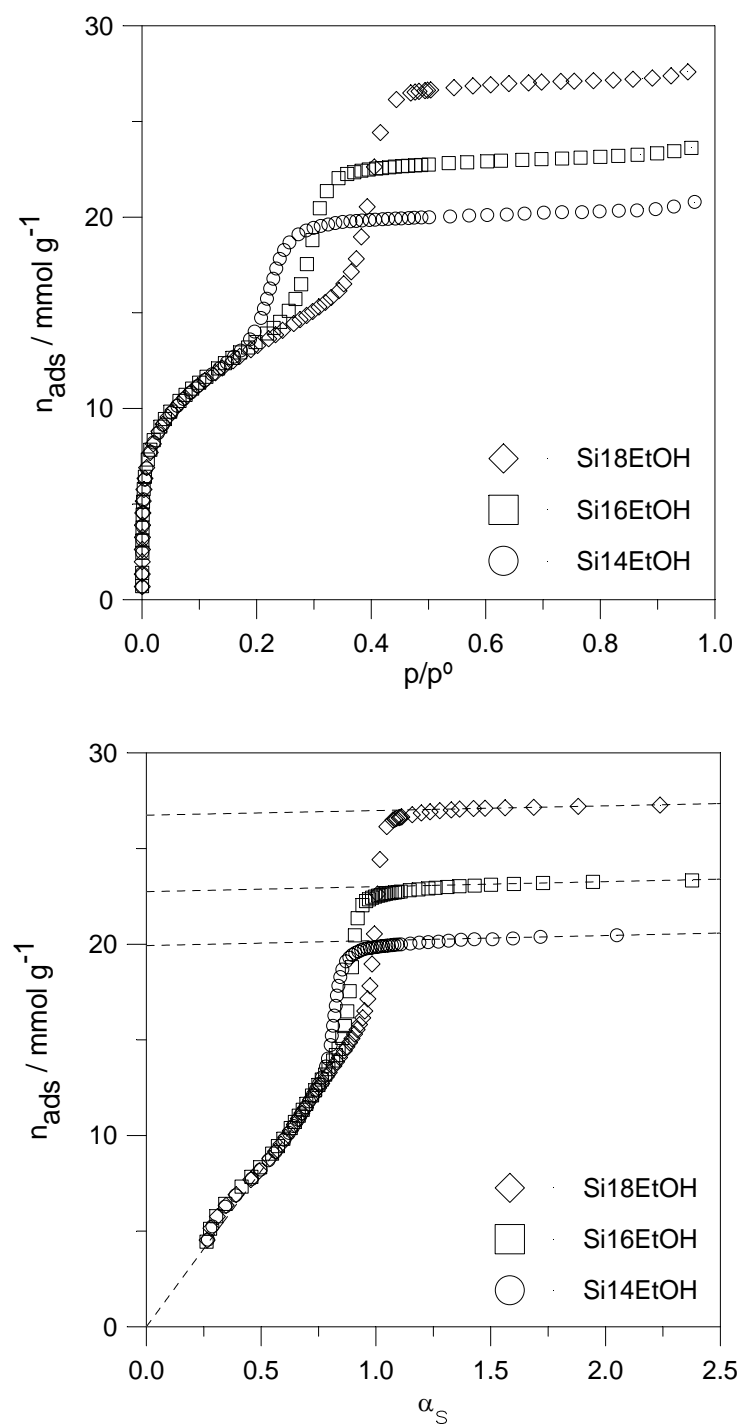 30
20
10
0
n_ads / mmol g⁻¹
Si18EtOH
Si16EtOH
Si14EtOH
0.0 0.2 0.4 0.6 0.8 1.0
p/pº
30
20
10
0
n_ads / mmol g⁻¹
Si18EtOH
Si16EtOH
Si14EtOH
0.0 0.5 1.0 1.5 2.0 2.5
α_S